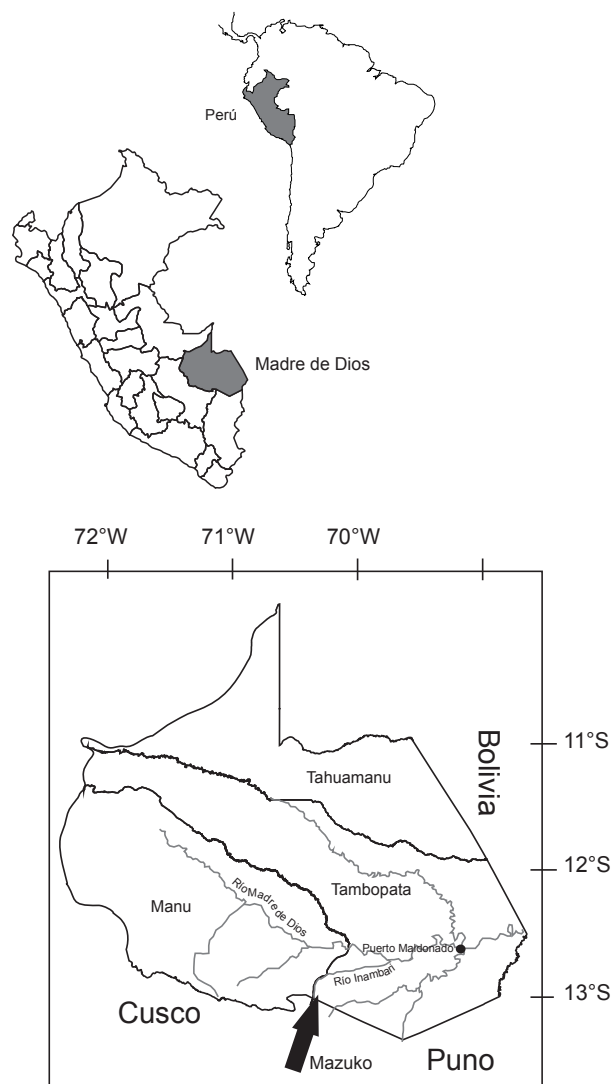 Perú
Madre de Dios
72°W
71°W
70°W
11°S
Bolivia
Tahuamanu
12°S
Tambopata
Manu
Río Madre de Dios
Puerto Maldonado
Río Inambari
13°S
Cusco
Mazuko
Puno